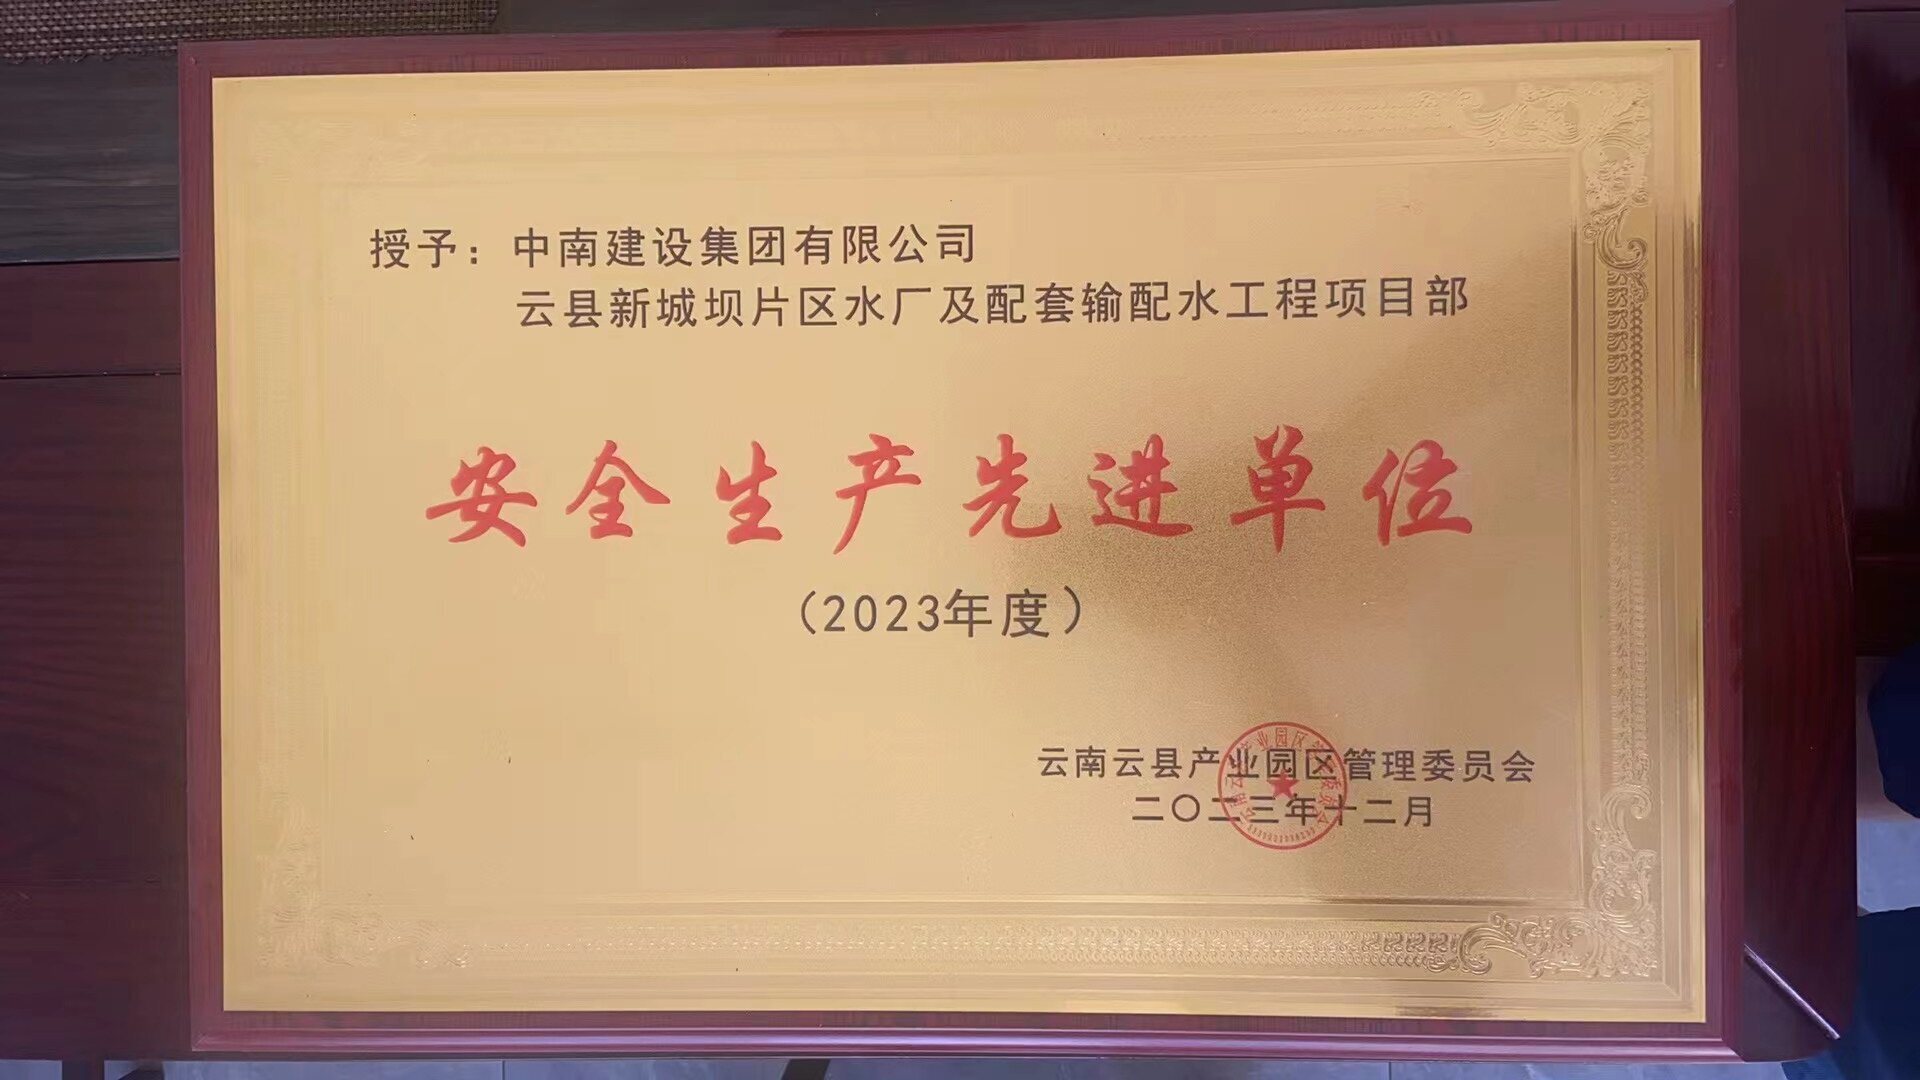 授予：中南建设集团有限公司
云县新城坝片区水厂及配套输配水工程项目部
安全生产先进单位
（2023年度）
云南云县产业园区管理委员会
二〇二三年十二月